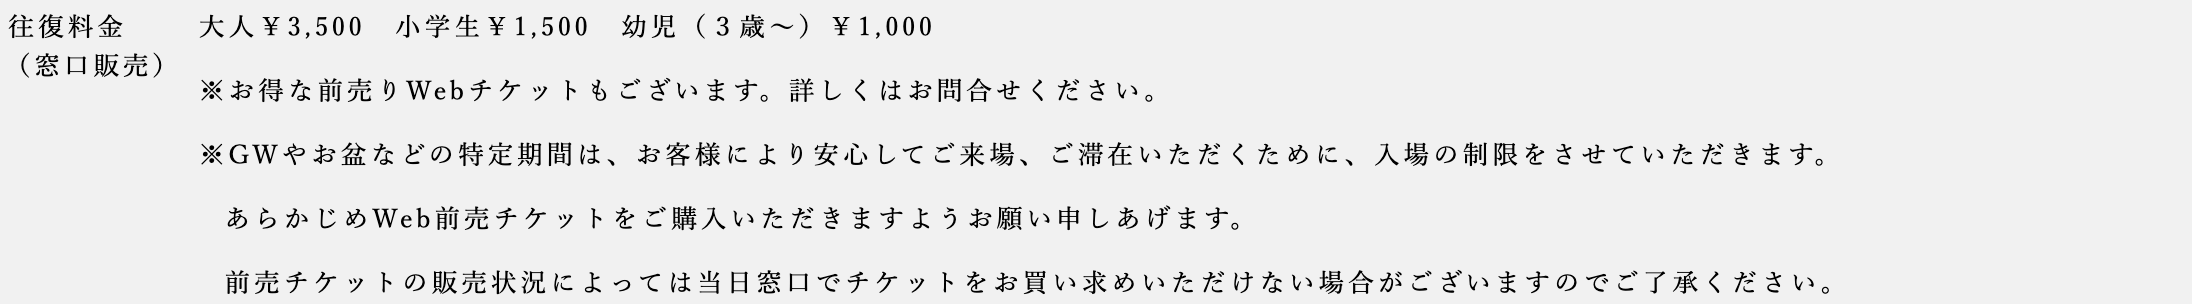 往復料金　大人￥3,500　小学生￥1,500　幼児（３歳～）￥1,000
（窓口販売）
※お得な前売りWebチケットもございます。詳しくはお問合せください。
※GWやお盆などの特定期間は、お客様により安心してご来場、ご滞在いただくために、入場の制限をさせていただきます。
あらかじめWeb前売チケットをご購入いただきますようお願い申しあげます。
前売チケットの販売状況によっては当日窓口でチケットをお買い求めいただけない場合がございますのでご了承ください。